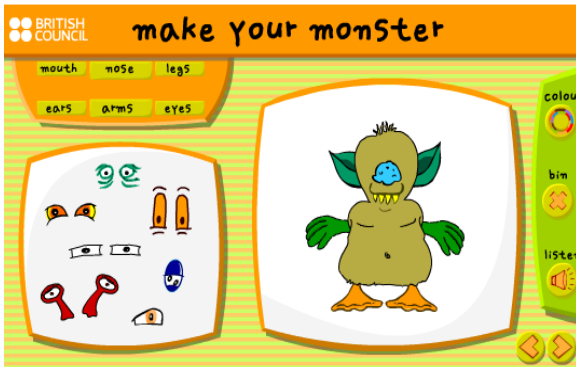 BRITISH
COUNCIL
make your monster
mouth nose legs
ears arms eyes
colou
bin
listen